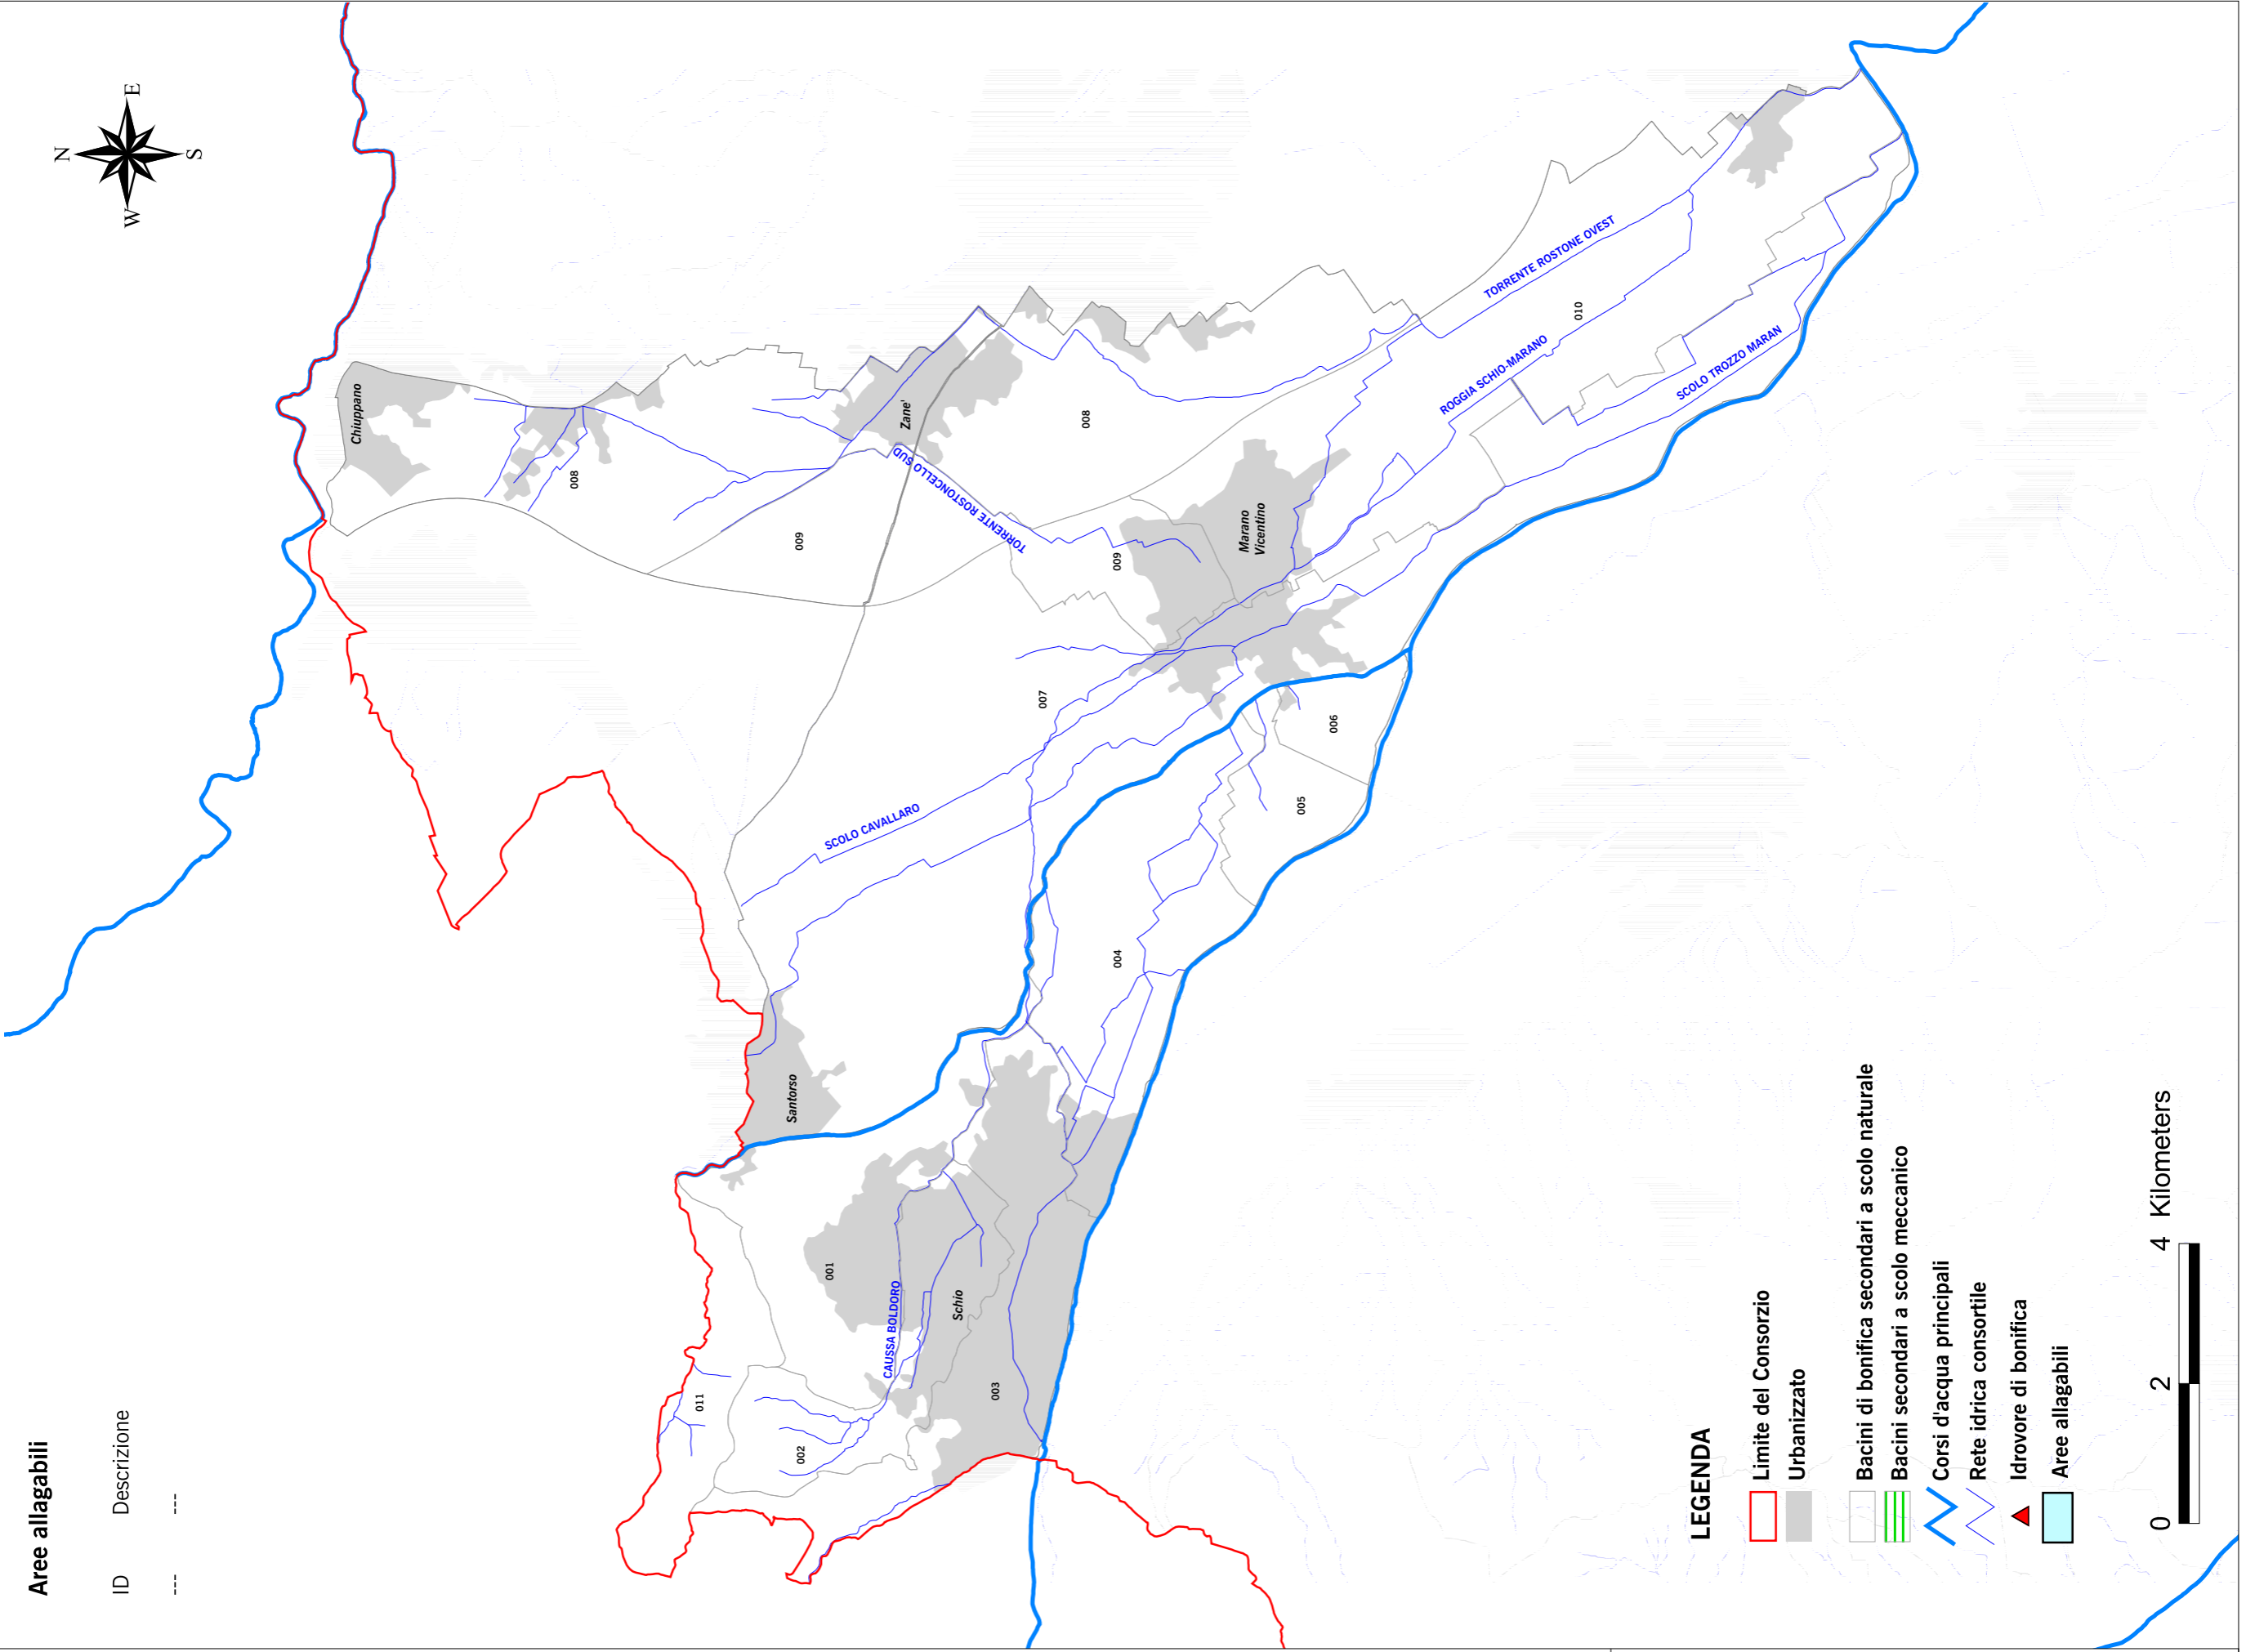 Aree allagabili
ID Descrizione
--- ---
N
W E
S
Chiuppano
008
009
Zane'
TORRENTE ROSTONCELLO SUD
008
009
Marano
Vicentino
007
SCOLO CAVALLARO
TORRENTE ROSTONE OVEST
010
ROGGIA SCHIO-MARANO
SCOLO TROZZO MARAN
006
005
004
Santorso
001
CAUSSA BOLDORO
Schio
003
011
002
LEGENDA
Limite del Consorzio
Urbanizzato
Bacini di bonifica secondari a scolo naturale
Bacini secondari a scolo meccanico
Corsi d'acqua principali
Rete idrica consortile
Idrovore di bonifica
Aree allagabili
0 2 4 Kilometers